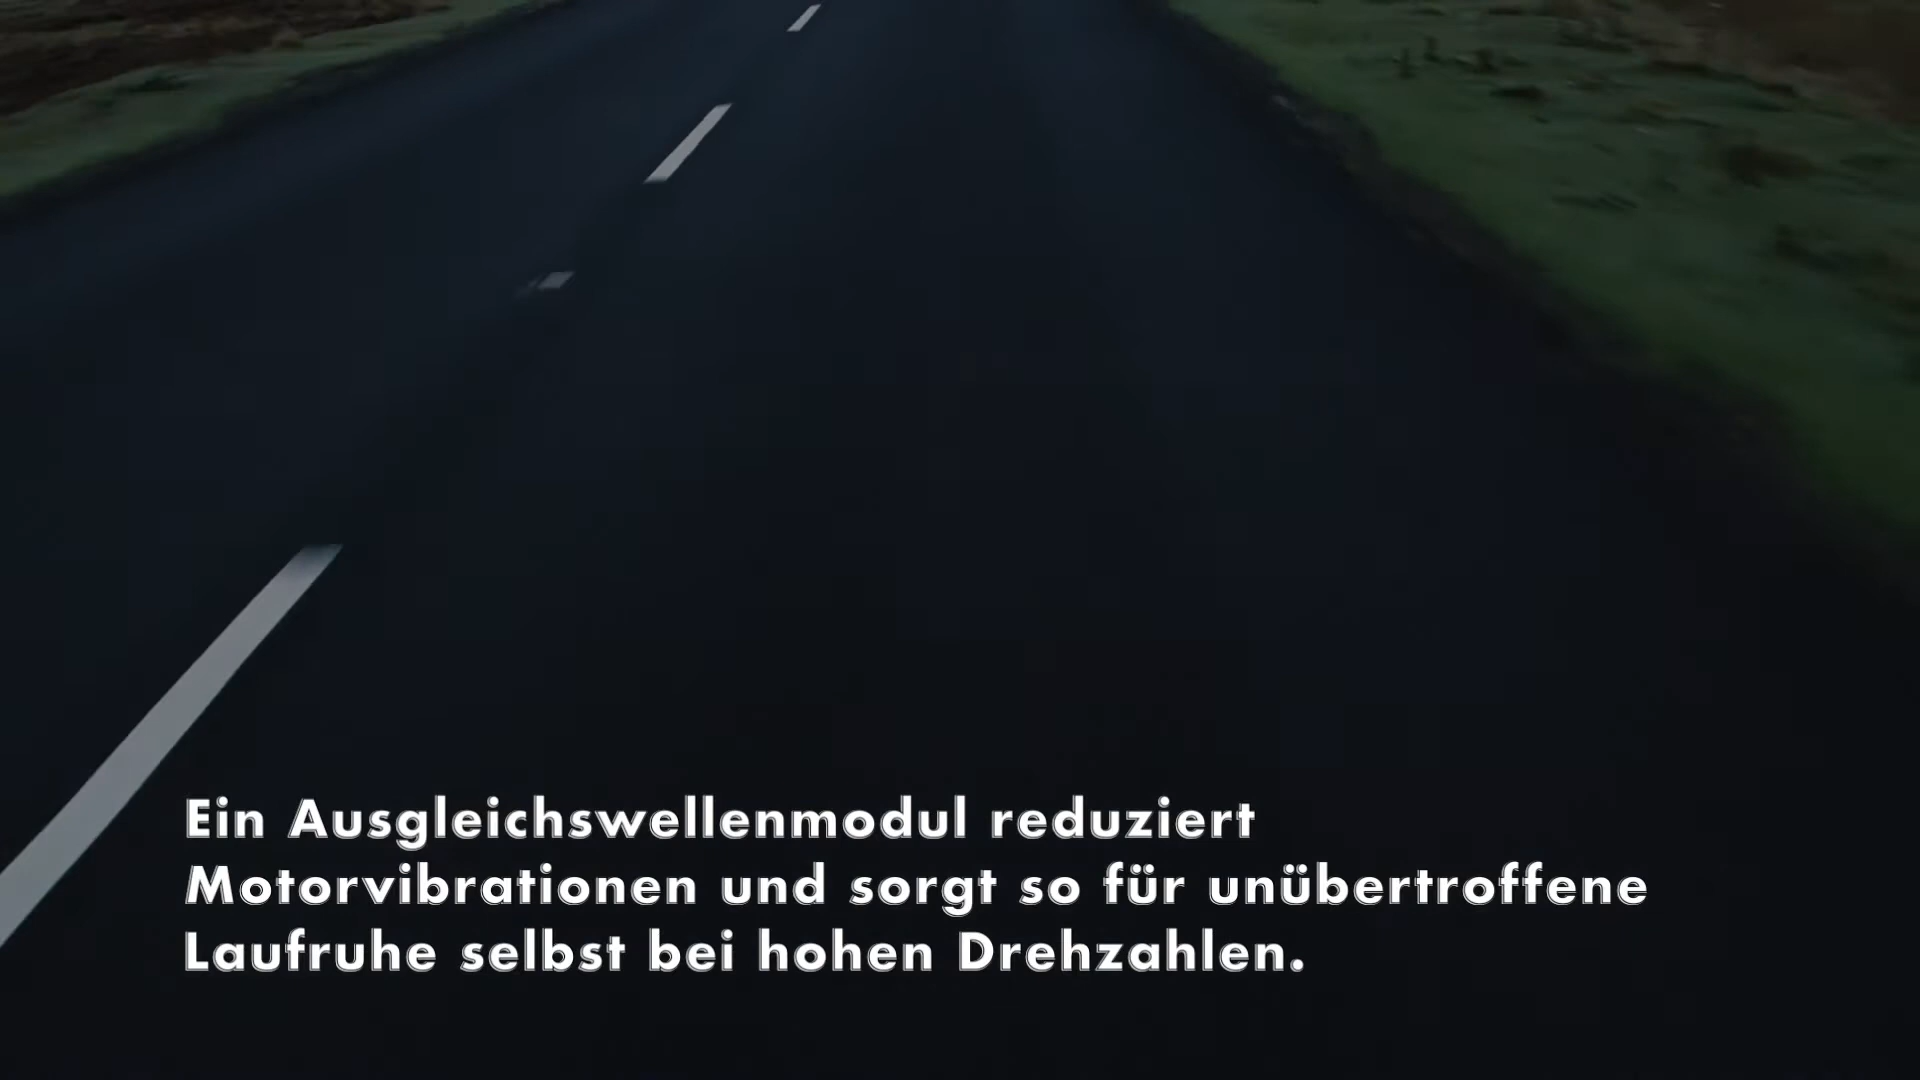 Ein Ausgleichswellenmodul reduziert
Motorvibrationen und sorgt so für unübertroffene
Laufruhe selbst bei hohen Drehzahlen.